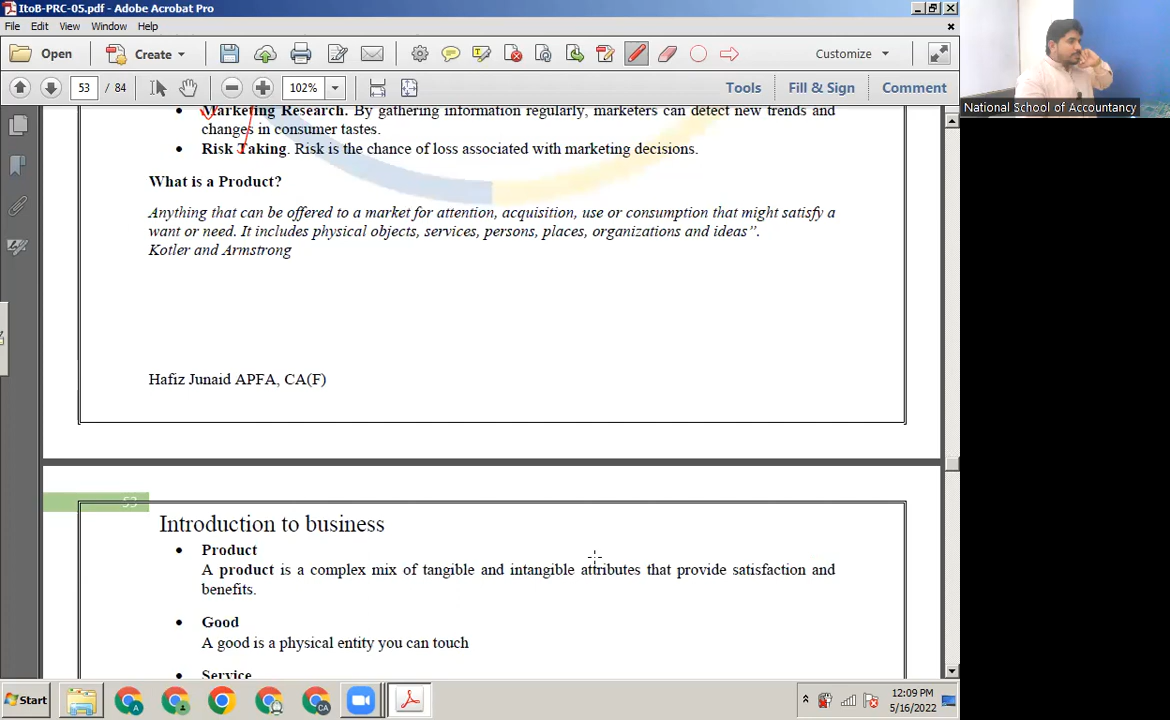 ItoB-PRC-05.pdf - Adobe Acrobat Pro
File Edit View Window Help
Open Create Customize
53 / 84 102% Tools Fill & Sign Comment
National School of Accountancy
• Marketing Research. By gathering information regularly, marketers can detect new trends and
changes in consumer tastes.
• Risk Taking. Risk is the chance of loss associated with marketing decisions.
What is a Product?
Anything that can be offered to a market for attention, acquisition, use or consumption that might satisfy a
want or need. It includes physical objects, services, persons, places, organizations and ideas”.
Kotler and Armstrong
Hafiz Junaid APFA, CA(F)
53
Introduction to business
• Product
A product is a complex mix of tangible and intangible attributes that provide satisfaction and
benefits.
• Good
A good is a physical entity you can touch
• Service
Start
12:09 PM
5/16/2022